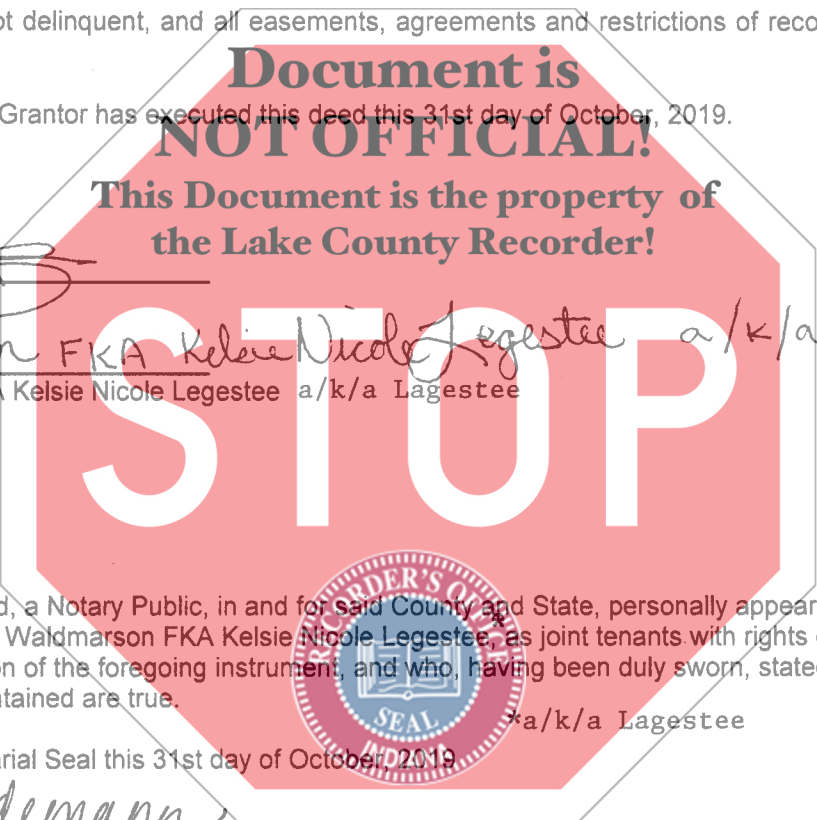 ot delinquent, and all easements, agreements and restrictions of reco
Document is
Grantor has executed this deed this 31st day of October, 2019.
NOT OFFICIAL!
This Document is the property of
the Lake County Recorder!
FKA Kelsie Nicole Legestee a/k/a
A Kelsie Nicole Legestee a/k/a Lagestee
STOP
d, a Notary Public, in and for said County and State, personally appear
Waldmarson FKA Kelsie Nicole Legestee,* as joint tenants with rights
on of the foregoing instrument, and who, having been duly sworn, state
ntained are true.
*a/k/a Lagestee
arial Seal this 31st day of October, 2019
RECORDER'S OFFICE
SEAL
INDIANA